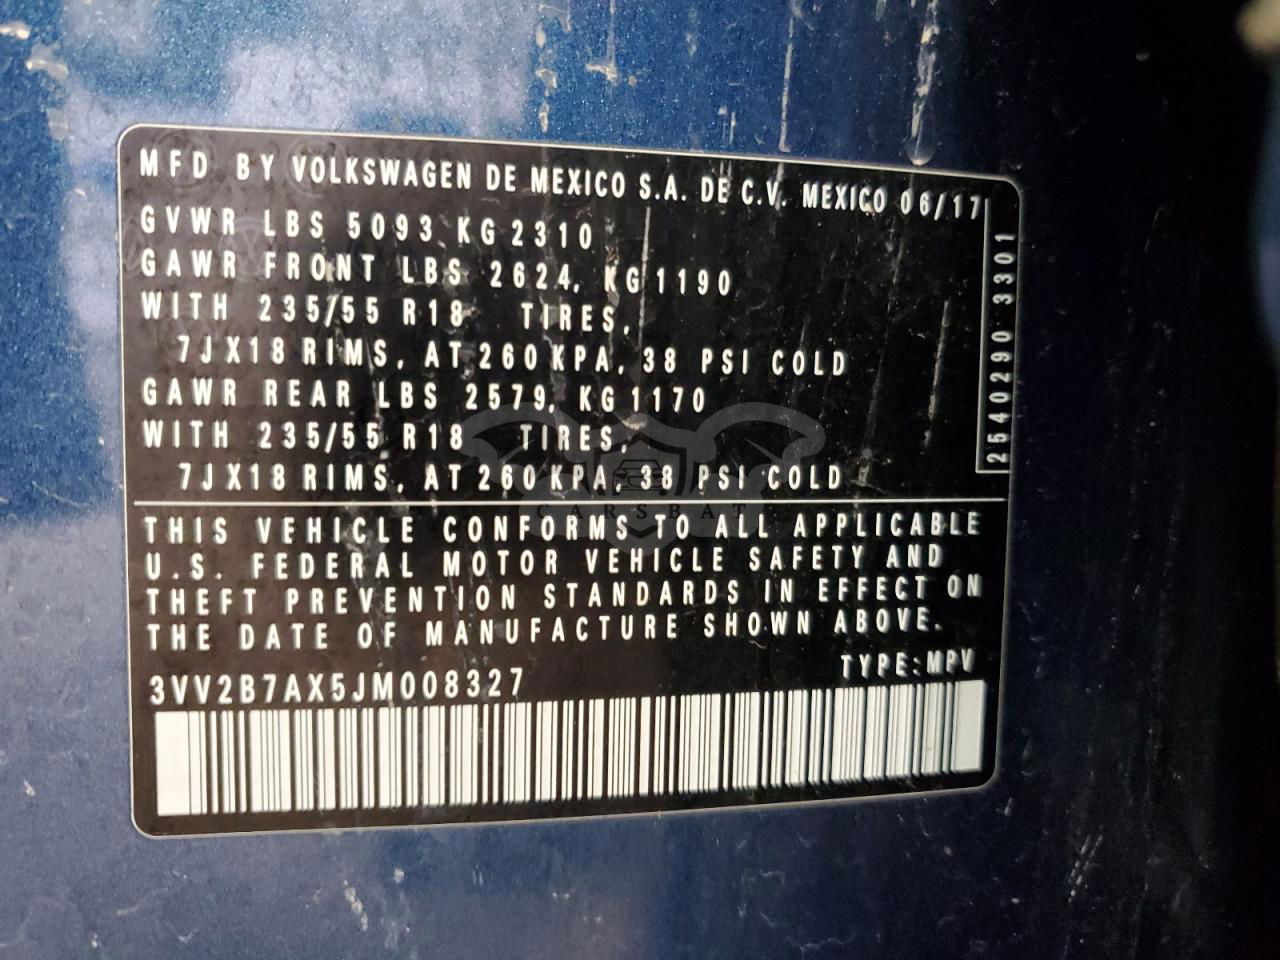 MFD BY VOLKSWAGEN DE MEXICO S.A. DE C.V. MEXICO 06/17
GVWR LBS 5093 KG 2310
GAWR FRONT LBS 2624, KG 1190
WITH 235/55 R18 TIRES,
7JX18 RIMS, AT 260 KPA, 38 PSI COLD
GAWR REAR LBS 2579, KG 1170
WITH 235/55 R18 TIRES,
7JX18 RIMS, AT 260 KPA, 38 PSI COLD
25440290 3301
CARSBAT
THIS VEHICLE CONFORMS TO ALL APPLICABLE
U.S. FEDERAL MOTOR VEHICLE SAFETY AND
THEFT PREVENTION STANDARDS IN EFFECT ON
THE DATE OF MANUFACTURE SHOWN ABOVE.
TYPE: MPV
3VV2B7AX5JM008327